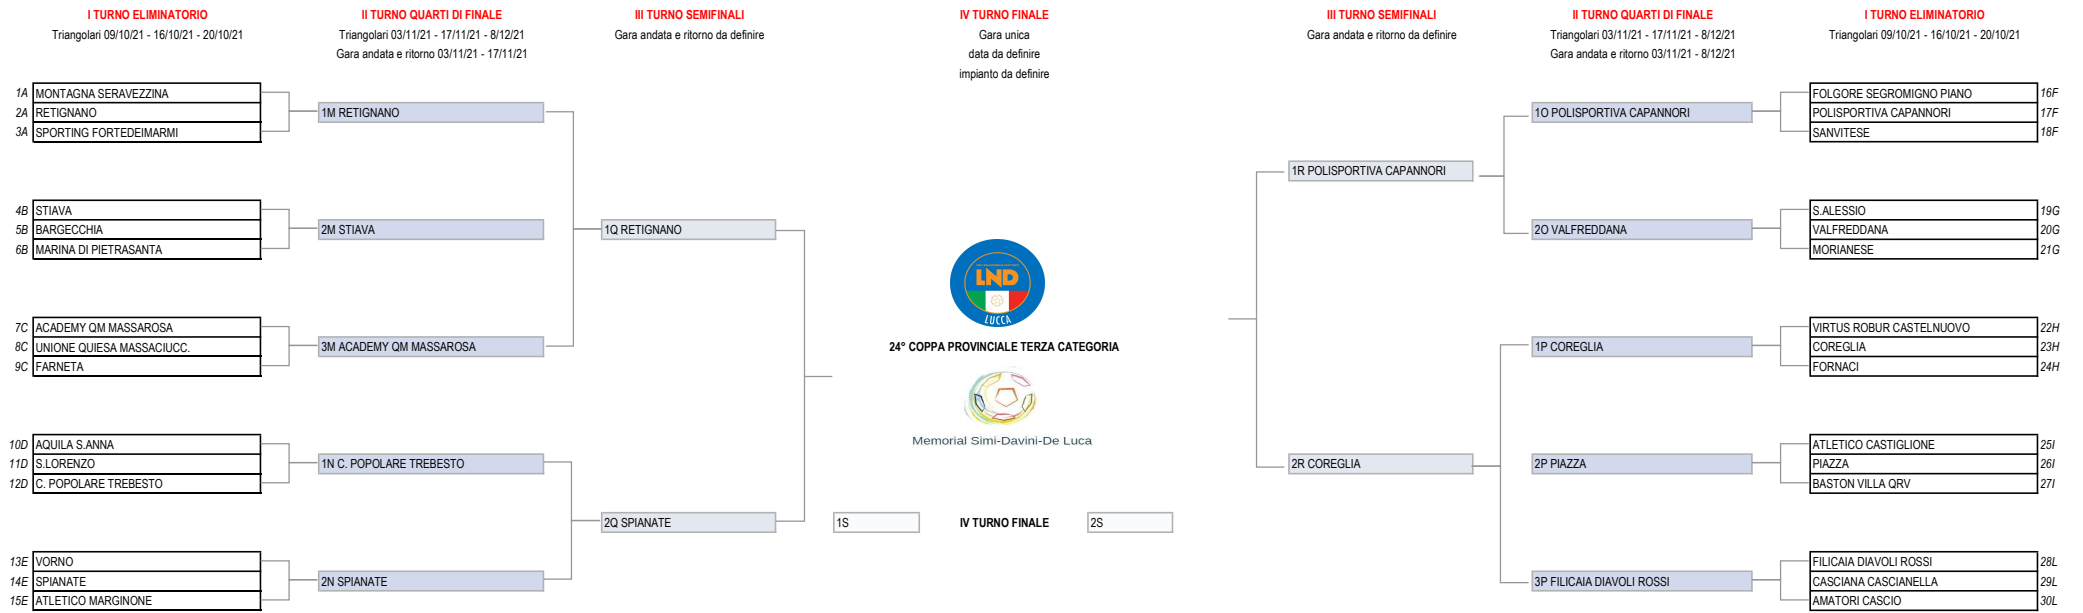 I TURNO ELIMINATORIO
Triangolari 09/10/21 - 16/10/21 - 20/10/21
II TURNO QUARTI DI FINALE
Triangolari 03/11/21 - 17/11/21 - 8/12/21
Gara andata e ritorno 03/11/21 - 17/11/21
III TURNO SEMIFINALI
Gara andata e ritorno da definire
IV TURNO FINALE
Gara unica
data da definire
impianto da definire
III TURNO SEMIFINALI
Gara andata e ritorno da definire
II TURNO QUARTI DI FINALE
Triangolari 03/11/21 - 17/11/21 - 8/12/21
Gara andata e ritorno 03/11/21 - 8/12/21
I TURNO ELIMINATORIO
Triangolari 09/10/21 - 16/10/21 - 20/10/21
1A MONTAGNA SERAVEZZINA
2A RETIGNANO
3A SPORTING FORTEDEIMARMI
4B STIAVA
5B BARGECCHIA
6B MARINA DI PIETRASANTA
7C ACADEMY QM MASSAROSA
8C UNIONE QUIESA MASSACIUCC.
9C FARNETA
10D AQUILA S.ANNA
11D S.LORENZO
12D C. POPOLARE TREBESTO
13E VORNO
14E SPIANATE
15E ATLETICO MARGINONE
1M RETIGNANO
2M STIAVA
3M ACADEMY QM MASSAROSA
1N C. POPOLARE TREBESTO
2N SPIANATE
1Q RETIGNANO
2Q SPIANATE
LND
LUCCA
24° COPPA PROVINCIALE TERZA CATEGORIA
Memorial Simi-Davini-De Luca
1S
IV TURNO FINALE
2S
1R POLISPORTIVA CAPANNORI
2R COREGLIA
1O POLISPORTIVA CAPANNORI
2O VALFREDDANA
1P COREGLIA
2P PIAZZA
3P FILICAIA DIAVOLI ROSSI
FOLGORE SEGROMIGNO PIANO 16F
POLISPORTIVA CAPANNORI 17F
SANVITESE 18F
S.ALESSIO 19G
VALFREDDANA 20G
MORIANESE 21G
VIRTUS ROBUR CASTELNUOVO 22H
COREGLIA 23H
FORNACI 24H
ATLETICO CASTIGLIONE 25I
PIAZZA 26I
BASTON VILLA QRV 27I
FILICAIA DIAVOLI ROSSI 28L
CASCIANA CASCIANELLA 29L
AMATORI CASCIO 30L